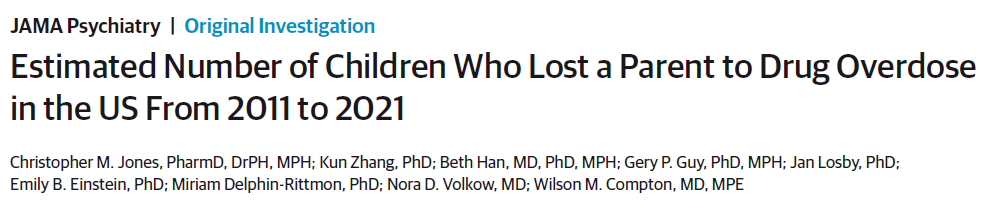 JAMA Psychiatry | Original Investigation
Estimated Number of Children Who Lost a Parent to Drug Overdose
in the US From 2011 to 2021
Christopher M. Jones, PharmD, DrPH, MPH; Kun Zhang, PhD; Beth Han, MD, PhD, MPH; Gery P. Guy, PhD, MPH; Jan Losby, PhD;
Emily B. Einstein, PhD; Miriam Delphin-Rittmon, PhD; Nora D. Volkow, MD; Wilson M. Compton, MD, MPE